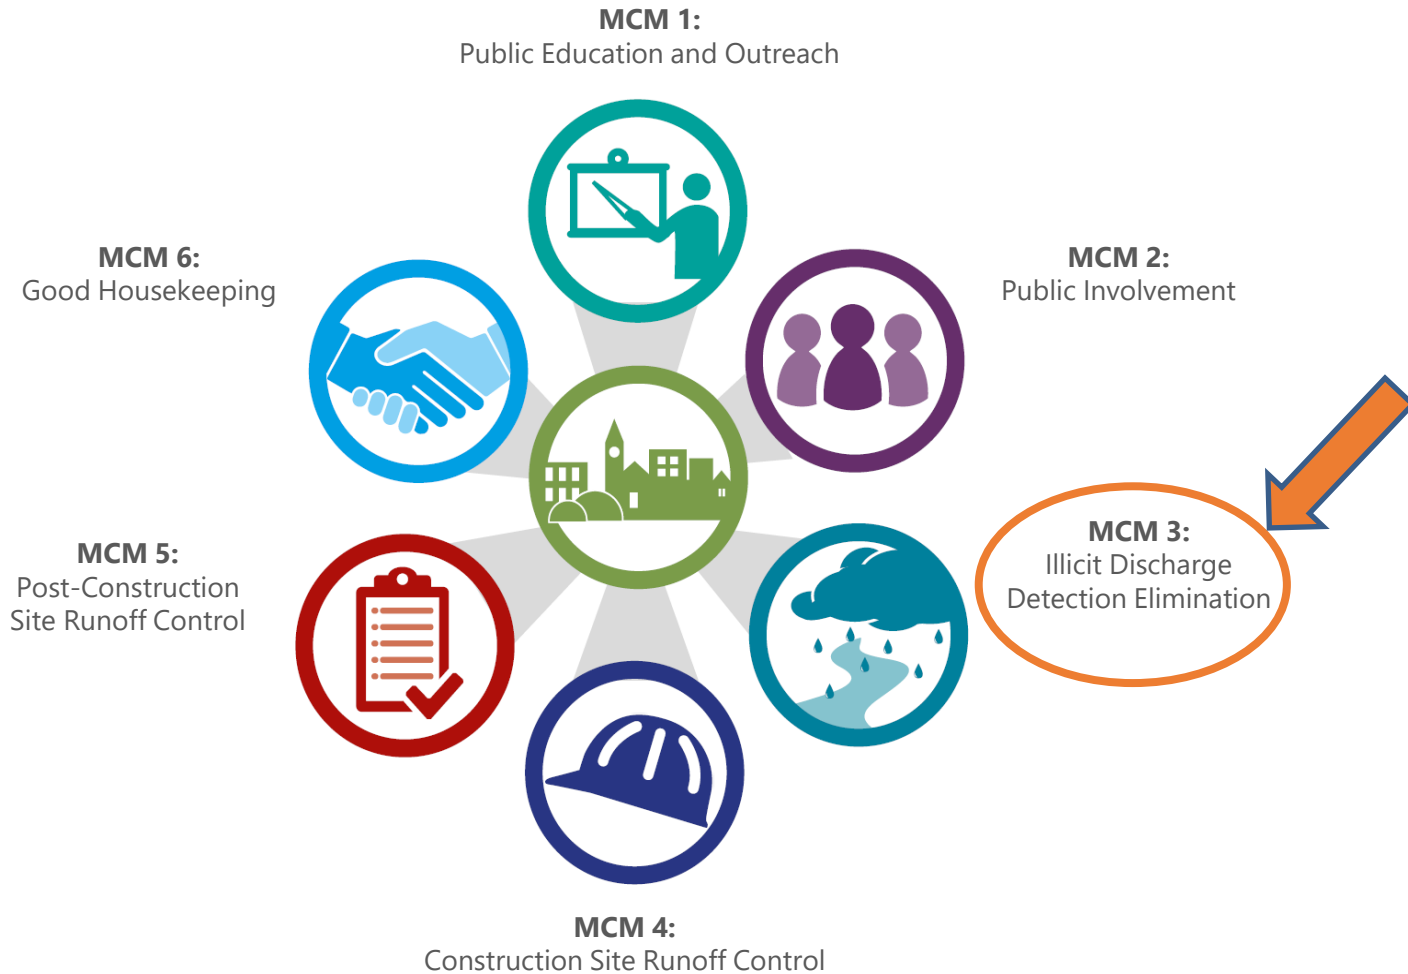 MCM 1:
Public Education and Outreach
MCM 6:
Good Housekeeping
MCM 2:
Public Involvement
MCM 5:
Post-Construction
Site Runoff Control
MCM 3:
Illicit Discharge
Detection Elimination
MCM 4:
Construction Site Runoff Control